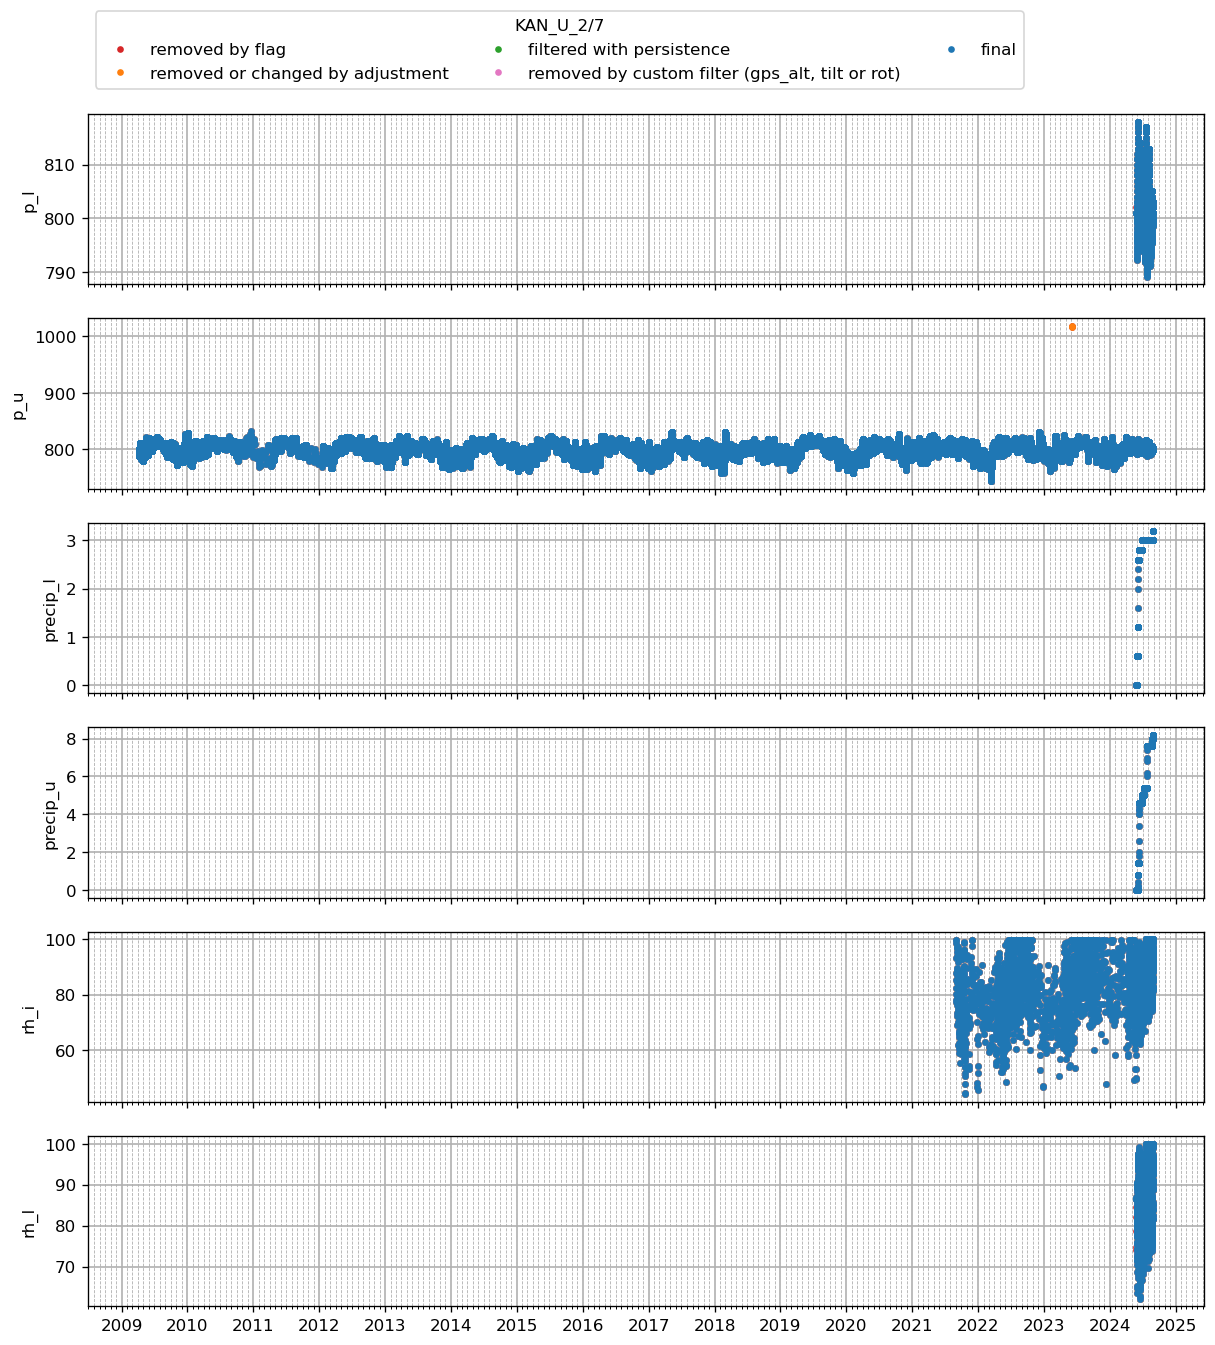 KAN_U_2/7
removed by flag
removed or changed by adjustment
filtered with persistence
removed by custom filter (gps_alt, tilt or rot)
final
810
800
790
p_l
1000
900
800
p_u
3
2
1
0
precip_l
8
6
4
2
0
precip_u
100
80
60
rh_i
100
90
80
70
rh_l
2009 2010 2011 2012 2013 2014 2015 2016 2017 2018 2019 2020 2021 2022 2023 2024 2025